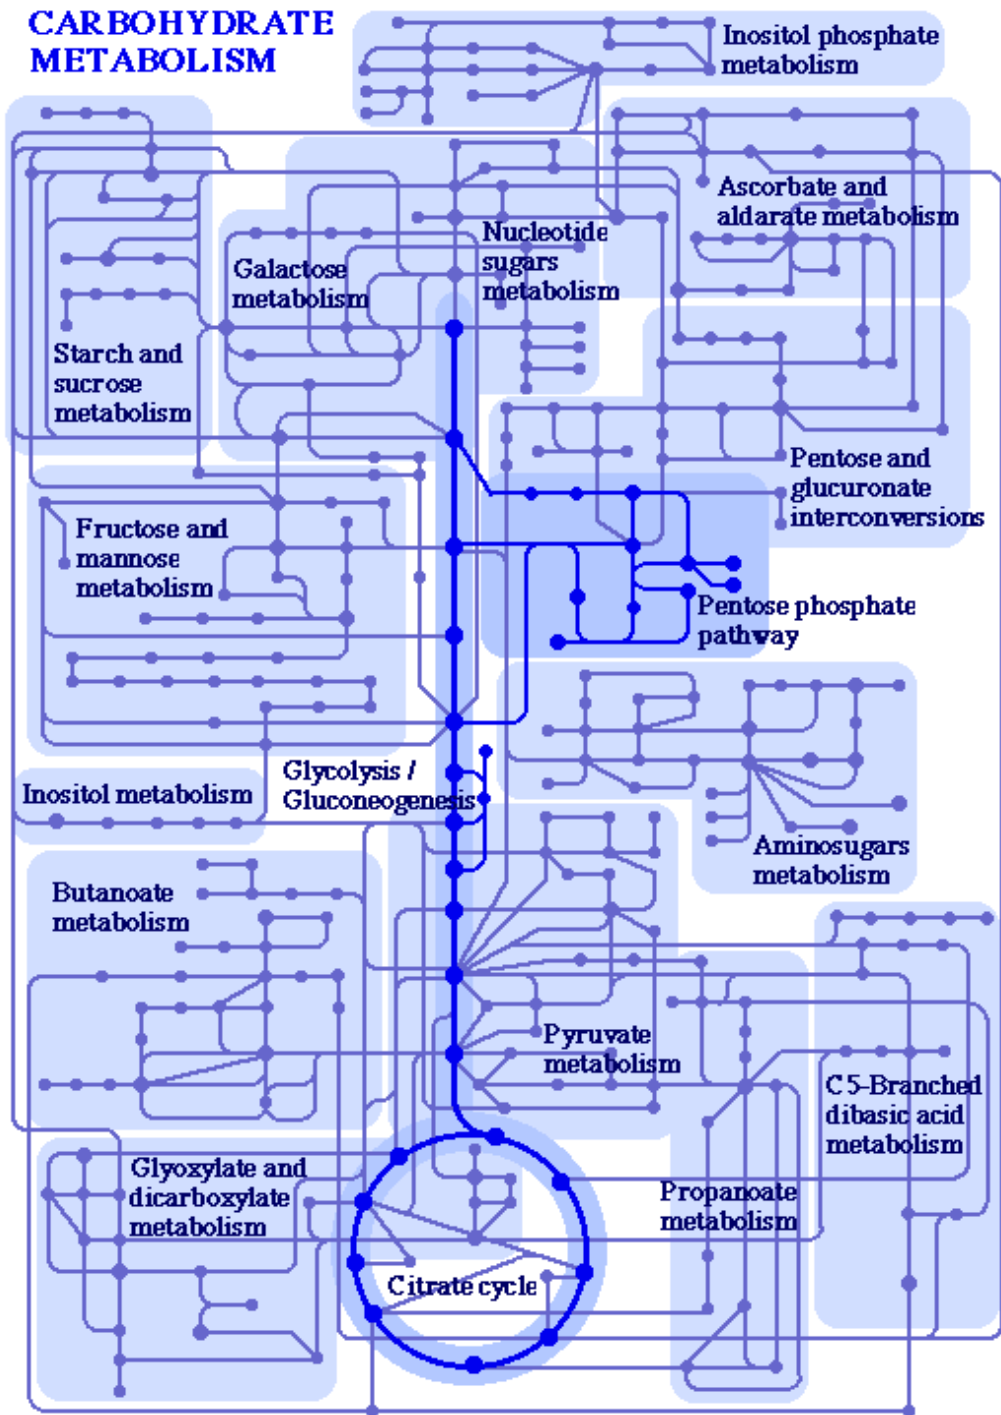 CARBOHYDRATE
METABOLISM
Inositol phosphate
metabolism
Ascorbate and
aldarate metabolism
Nucleotide
sugars
metabolism
Galactose
metabolism
Starch and
sucrose
metabolism
Pentose and
glucuronate
interconversions
Fructose and
mannose
metabolism
Pentose phosphate
pathway
Glycolysis /
Gluconeogenesis
Inositol metabolism
Aminosugars
metabolism
Butanoate
metabolism
Pyruvate
metabolism
C5-Branched
dibasic acid
metabolism
Glyoxylate and
dicarboxylate
metabolism
Propanoate
metabolism
Citrate cycle